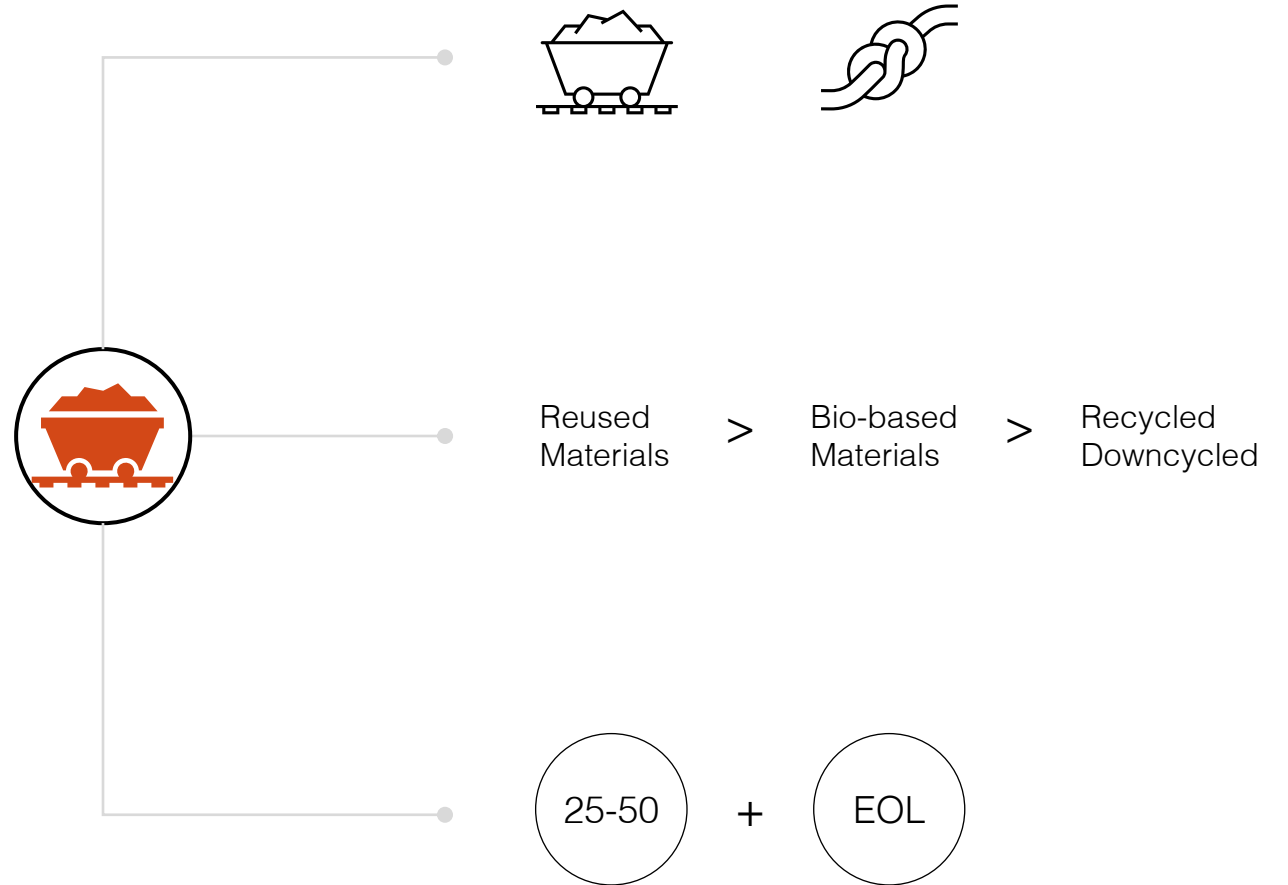 Reused > Bio-based > Recycled
Materials Materials Downcycled
25-50 + EOL